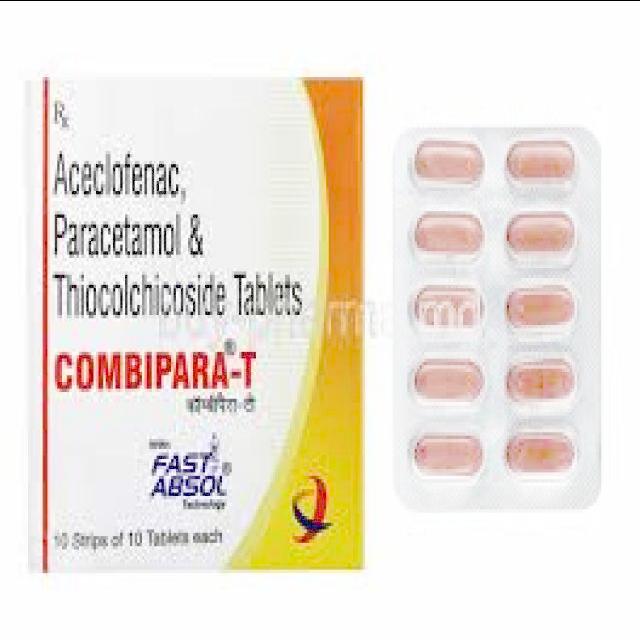 Rx
Aceclofenac,
Paracetamol &
Thiocolchicoside Tablets
COMBIPARA®-T
कॉम्बीपैरा-टी
FAST
ABSOL®
Technology
10 Strips of 10 Tablets each